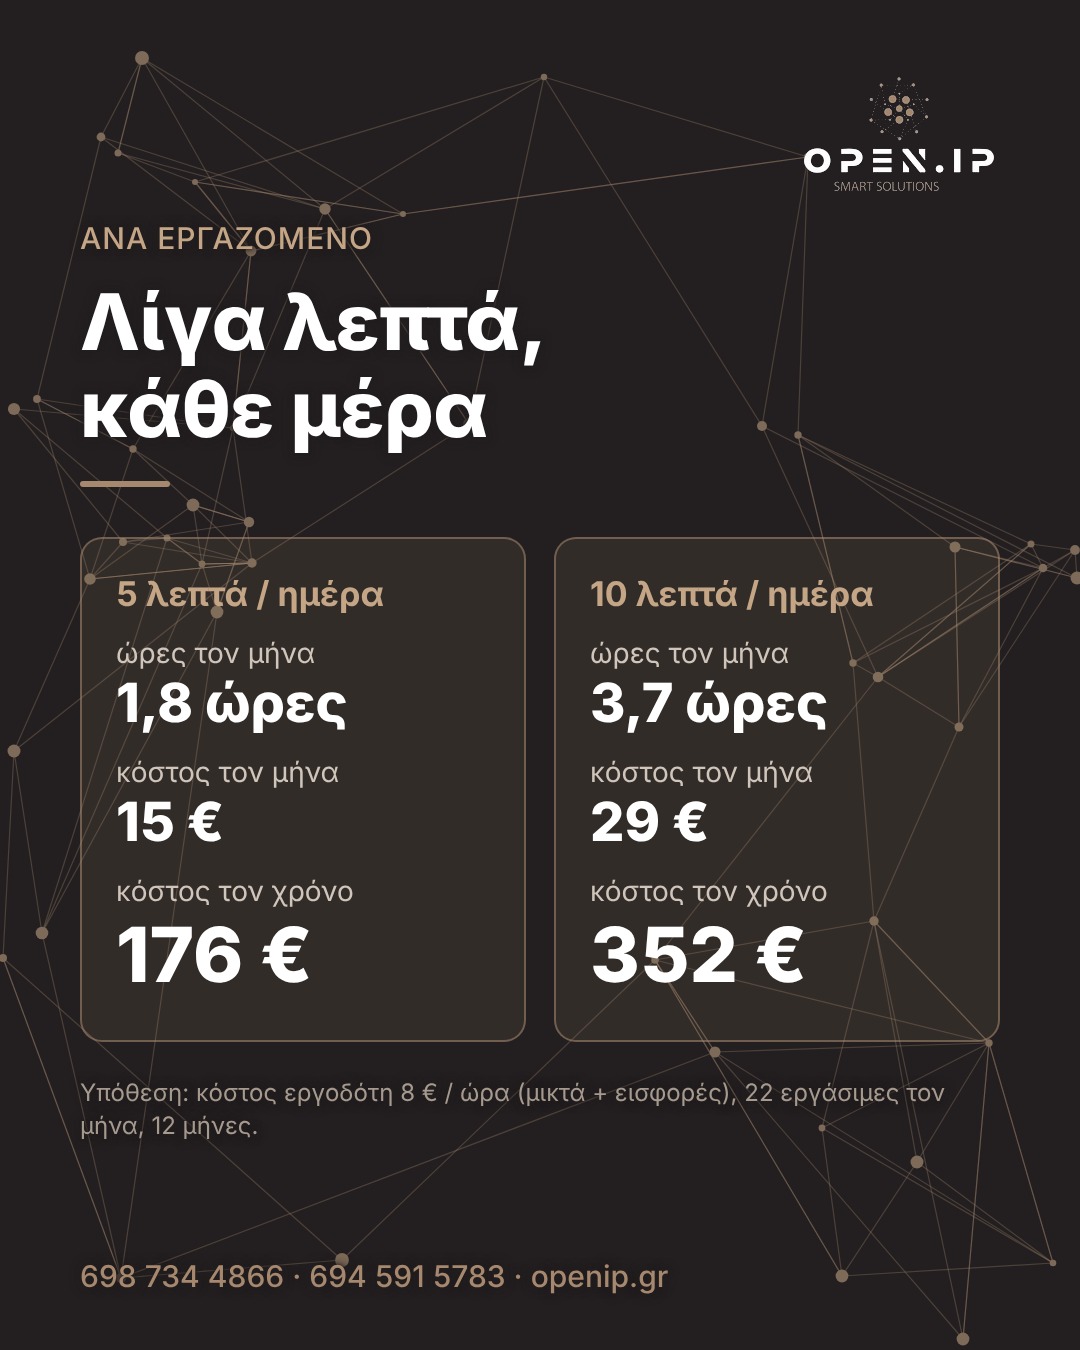 OPEN.IP
SMART SOLUTIONS
ΑΝΑ ΕΡΓΑΖΟΜΕΝΟ
Λίγα λεπτά,
κάθε μέρα
5 λεπτά / ημέρα
ώρες τον μήνα
1,8 ώρες
κόστος τον μήνα
15 €
κόστος τον χρόνο
176 €
10 λεπτά / ημέρα
ώρες τον μήνα
3,7 ώρες
κόστος τον μήνα
29 €
κόστος τον χρόνο
352 €
Υπόθεση: κόστος εργοδότη 8 € / ώρα (μικτά + εισφορές), 22 εργάσιμες τον
μήνα, 12 μήνες.
698 734 4866 · 694 591 5783 · openip.gr